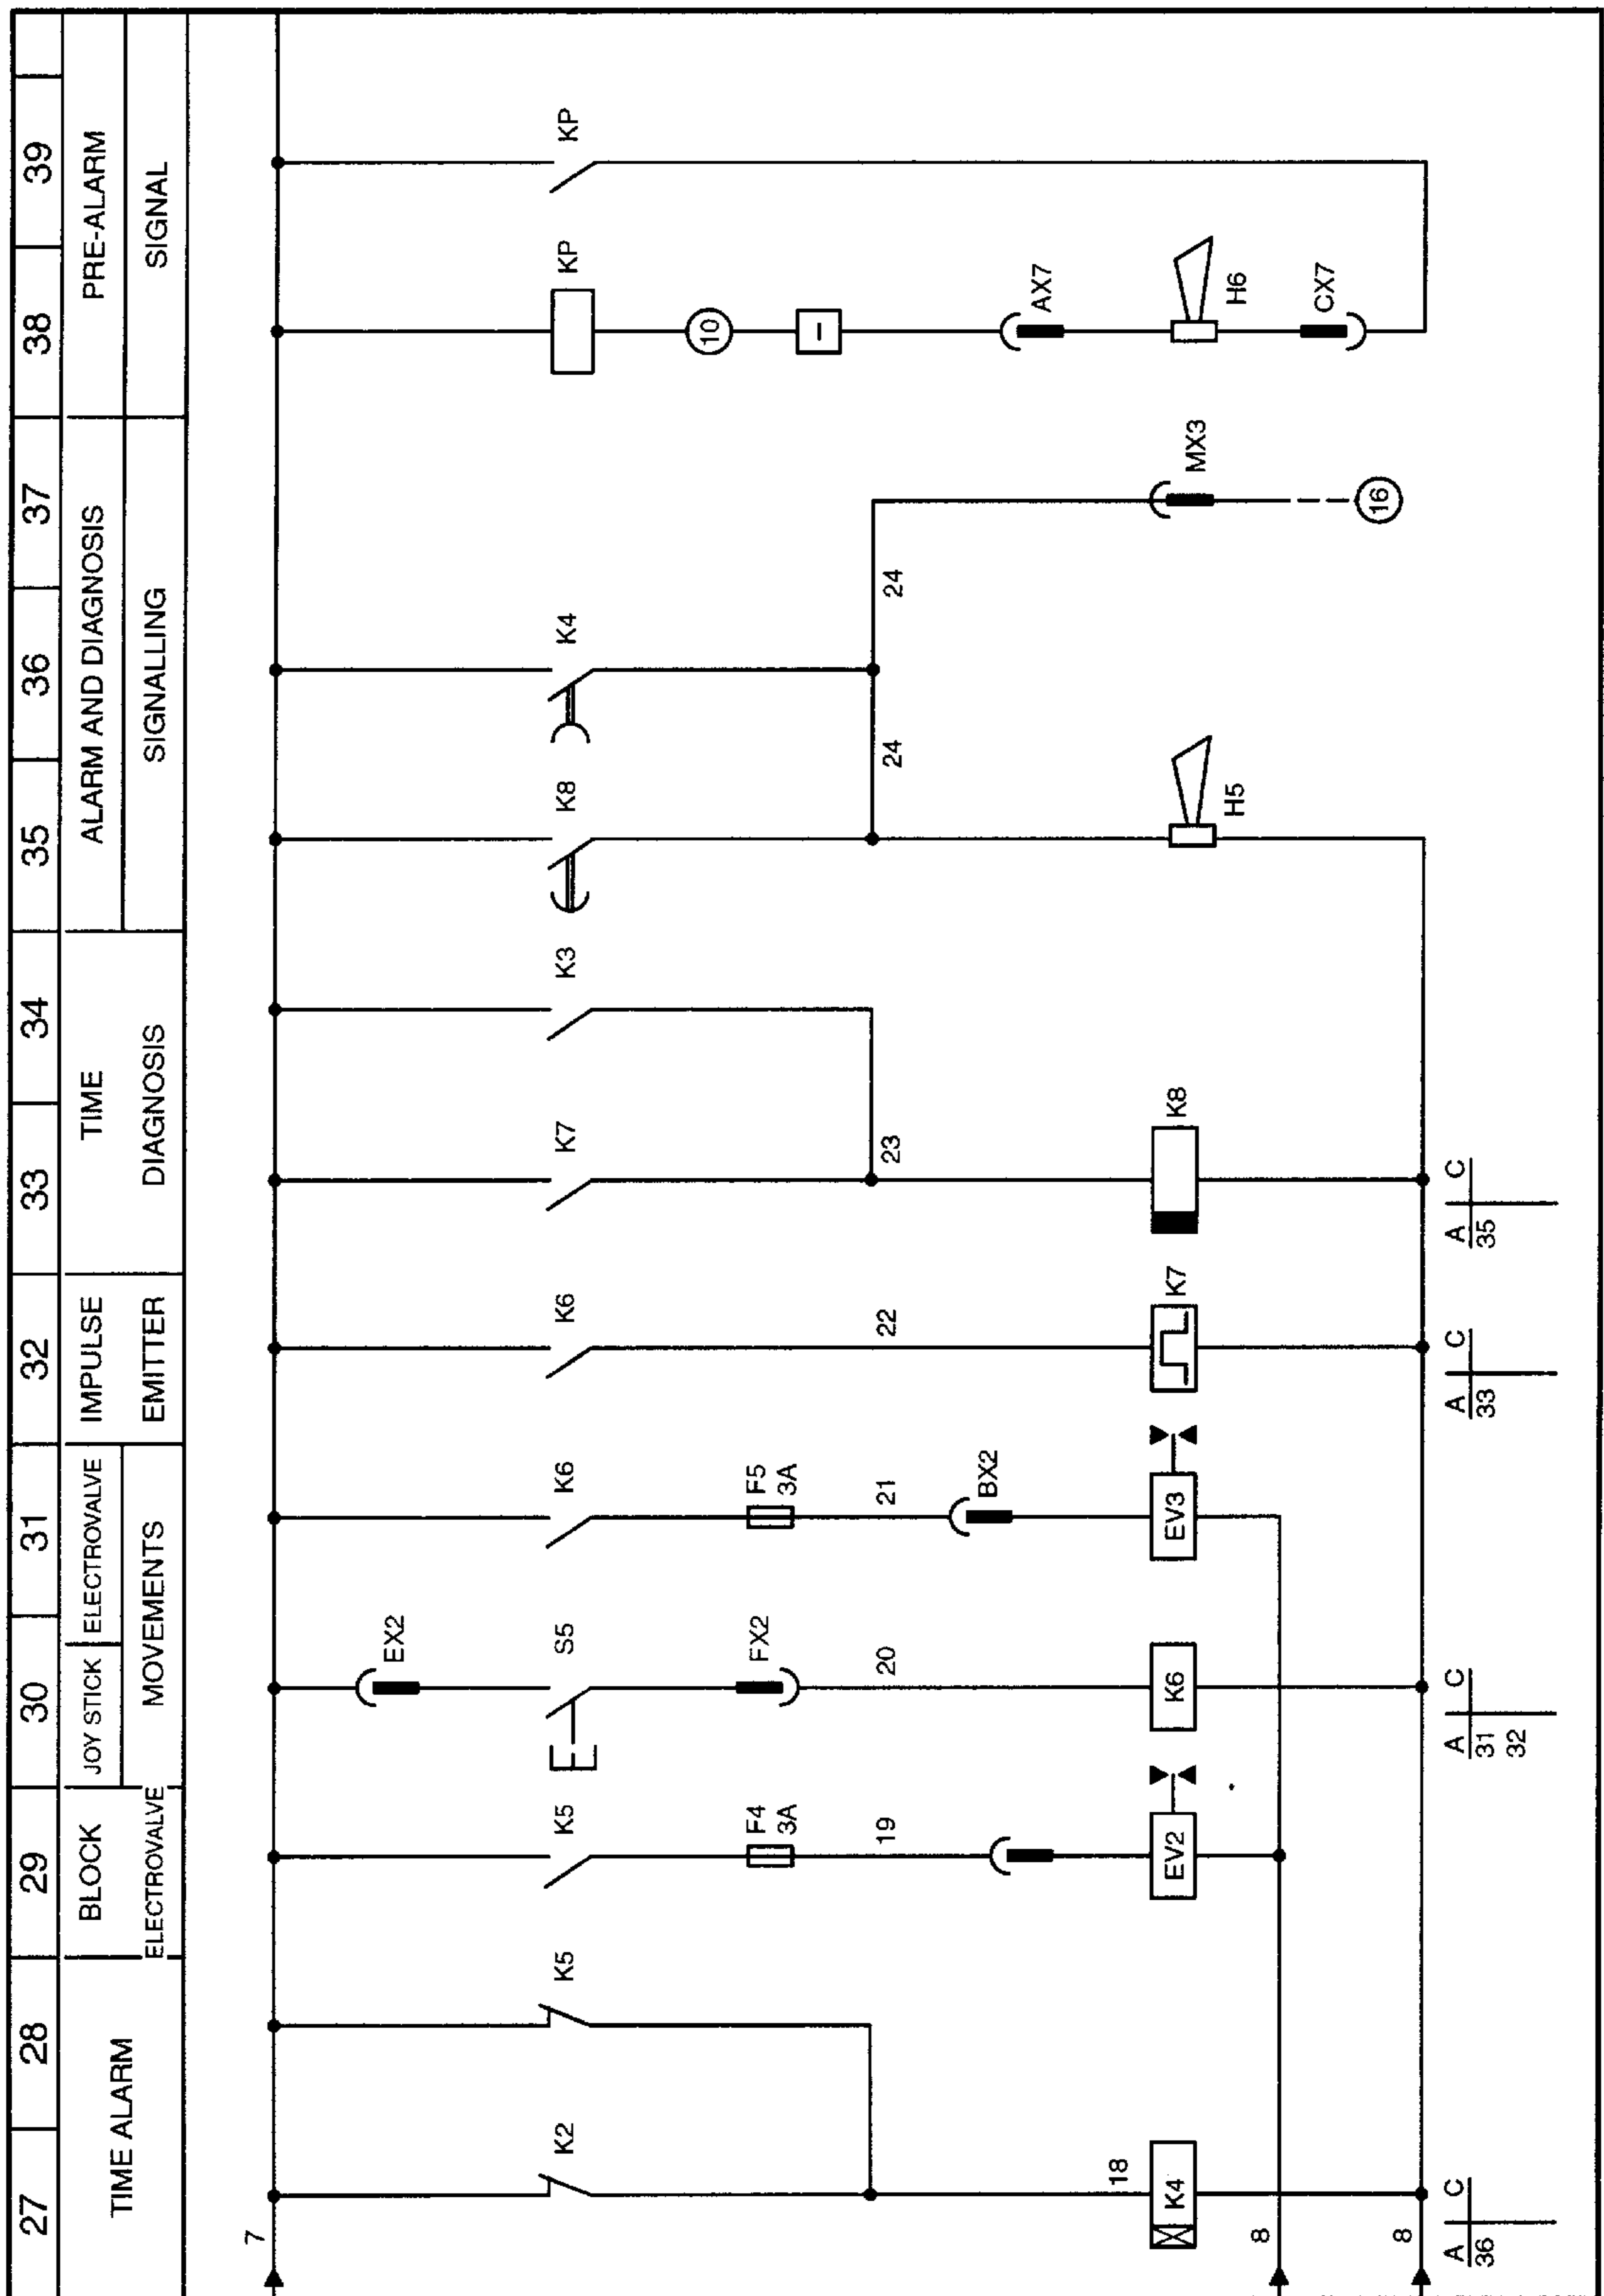 27
28
29
30
31
32
33
34
35
36
37
38
39
TIME ALARM
BLOCK
ELECTROVALVE
JOY STICK
ELECTROVALVE
MOVEMENTS
IMPULSE
EMITTER
TIME
DIAGNOSIS
ALARM AND DIAGNOSIS
SIGNALLING
PRE-ALARM
SIGNAL
7
EX2
K2
K5
K5
S5
K6
K6
K7
K3
K8
K4
KP
KP
F4
3A
FX2
F5
3A
10
18
19
20
21
22
23
24
24
BX2
AX7
K4
EV2
K6
EV3
K7
K8
H5
MX3
H6
8
CX7
16
8
A C
36
A C
31
32
A C
33
A C
35